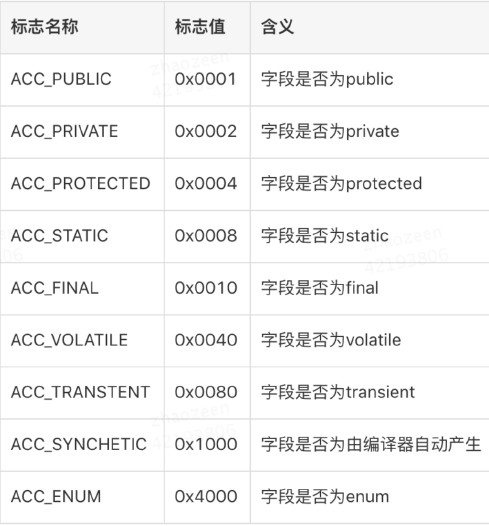 标志名称 标志值 含义
ACC_PUBLIC 0x0001 字段是否为public
ACC_PRIVATE 0x0002 字段是否为private
ACC_PROTECTED 0x0004 字段是否为protected
ACC_STATIC 0x0008 字段是否为static
ACC_FINAL 0x0010 字段是否为final
ACC_VOLATILE 0x0040 字段是否为volatile
ACC_TRANSTENT 0x0080 字段是否为transient
ACC_SYNCHETIC 0x1000 字段是否为由编译器自动产生
ACC_ENUM 0x4000 字段是否为enum
zhaozeen
42193806